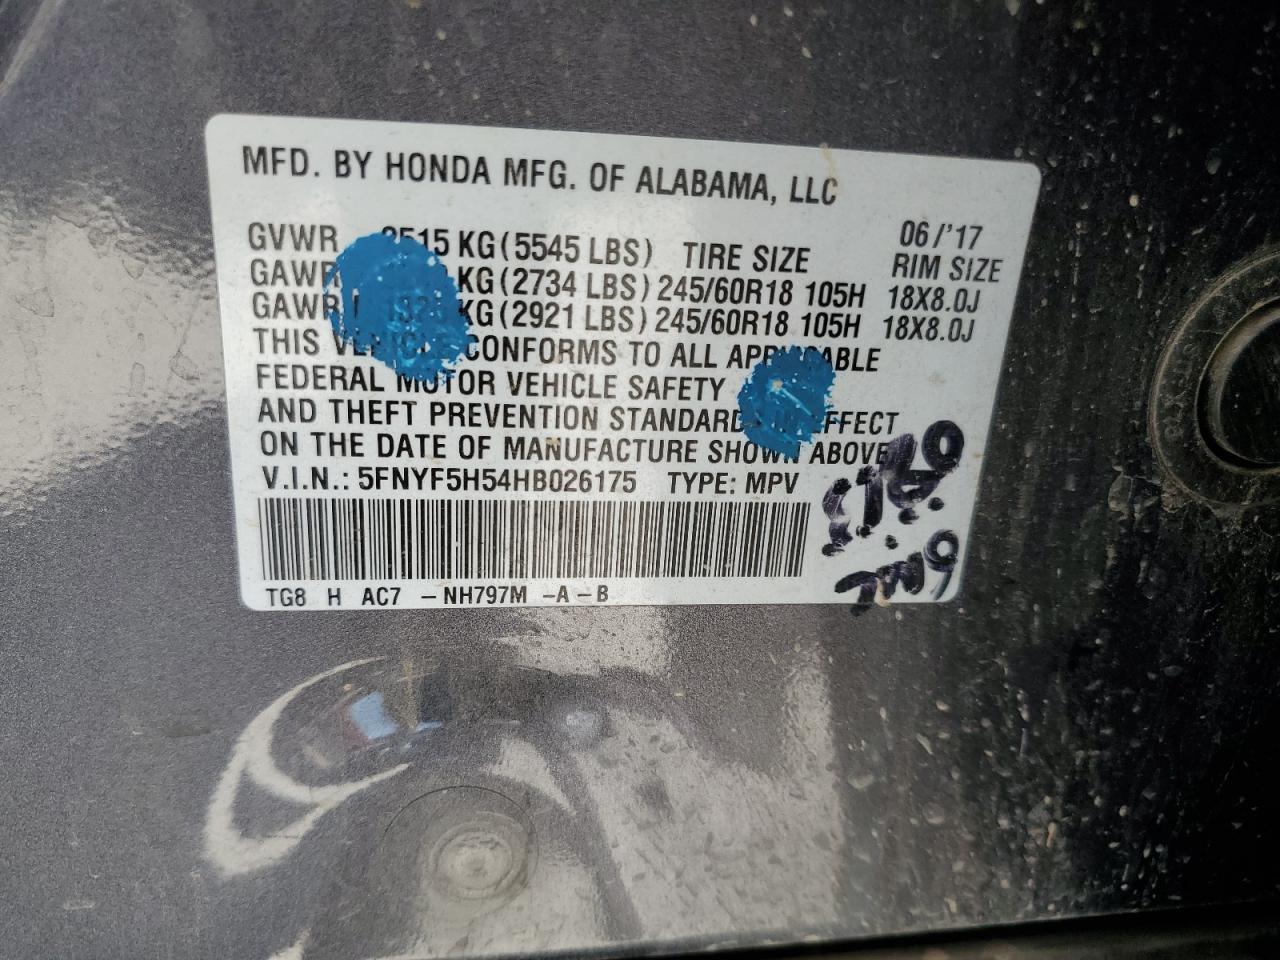 MFD. BY HONDA MFG. OF ALABAMA, LLC
06/'17
GVWR 2515 KG (5545 LBS) TIRE SIZE RIM SIZE
KG (2734 LBS) 245/60R18 105H 18X8.0J
KG (2921 LBS) 245/60R18 105H 18X8.0J
THIS VEHICLE CONFORMS TO ALL APPLICABLE
FEDERAL MOTOR VEHICLE SAFETY
AND THEFT PREVENTION STANDARDS IN EFFECT
ON THE DATE OF MANUFACTURE SHOWN ABOVE
V.I.N.: 5FNYF5H54HB026175 TYPE: MPV
TG8 H AC7 -NH797M -A -B